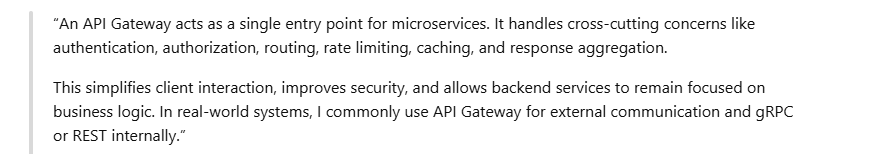 “An API Gateway acts as a single entry point for microservices. It handles cross-cutting concerns like
authentication, authorization, routing, rate limiting, caching, and response aggregation.
This simplifies client interaction, improves security, and allows backend services to remain focused on
business logic. In real-world systems, I commonly use API Gateway for external communication and gRPC
or REST internally.”